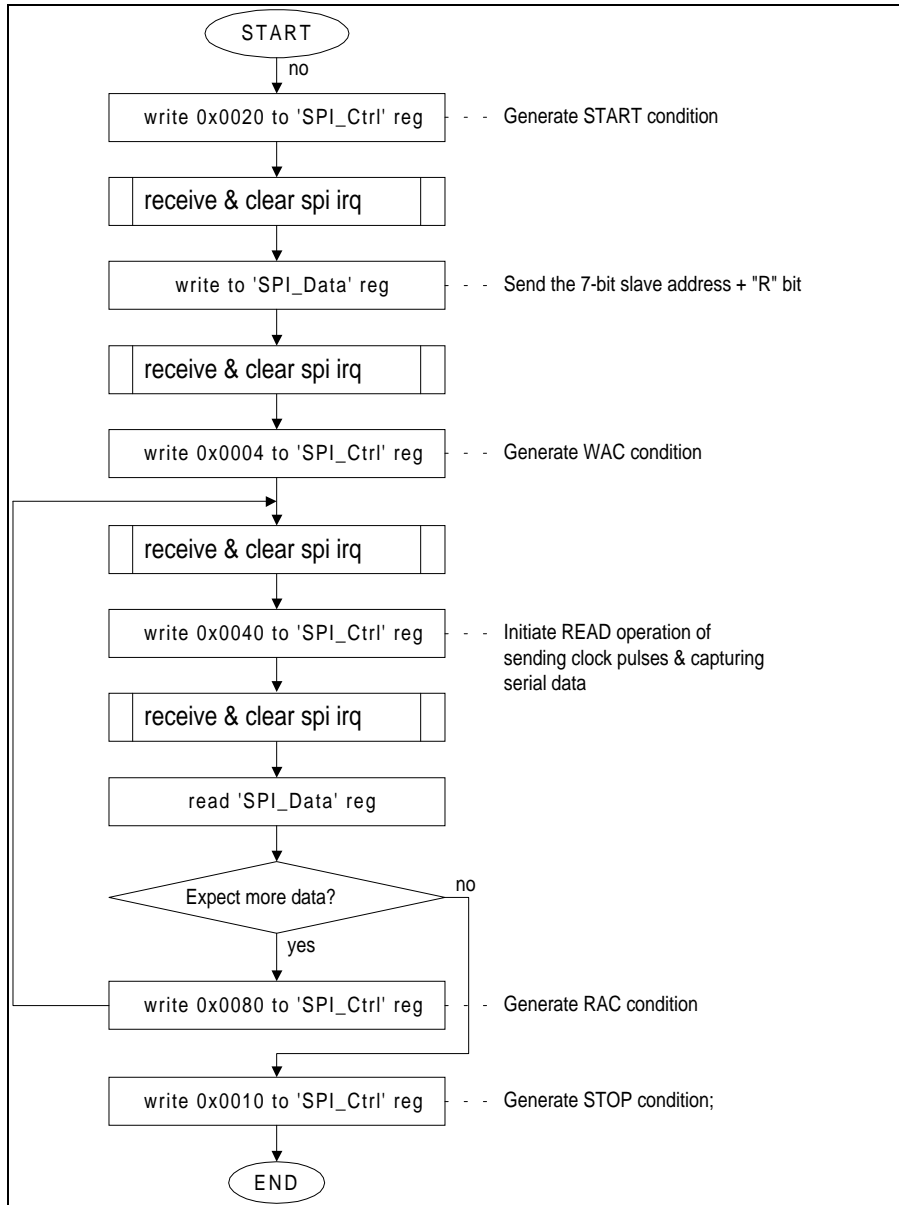 START
no
write 0x0020 to 'SPI_Ctrl' reg - - - Generate START condition
receive & clear spi irq
write to 'SPI_Data' reg - - - Send the 7-bit slave address + "R" bit
receive & clear spi irq
write 0x0004 to 'SPI_Ctrl' reg - - - Generate WAC condition
receive & clear spi irq
write 0x0040 to 'SPI_Ctrl' reg - - - Initiate READ operation of
sending clock pulses & capturing
serial data
receive & clear spi irq
read 'SPI_Data' reg
Expect more data?
no
yes
write 0x0080 to 'SPI_Ctrl' reg - - - Generate RAC condition
write 0x0010 to 'SPI_Ctrl' reg - - - Generate STOP condition;
END